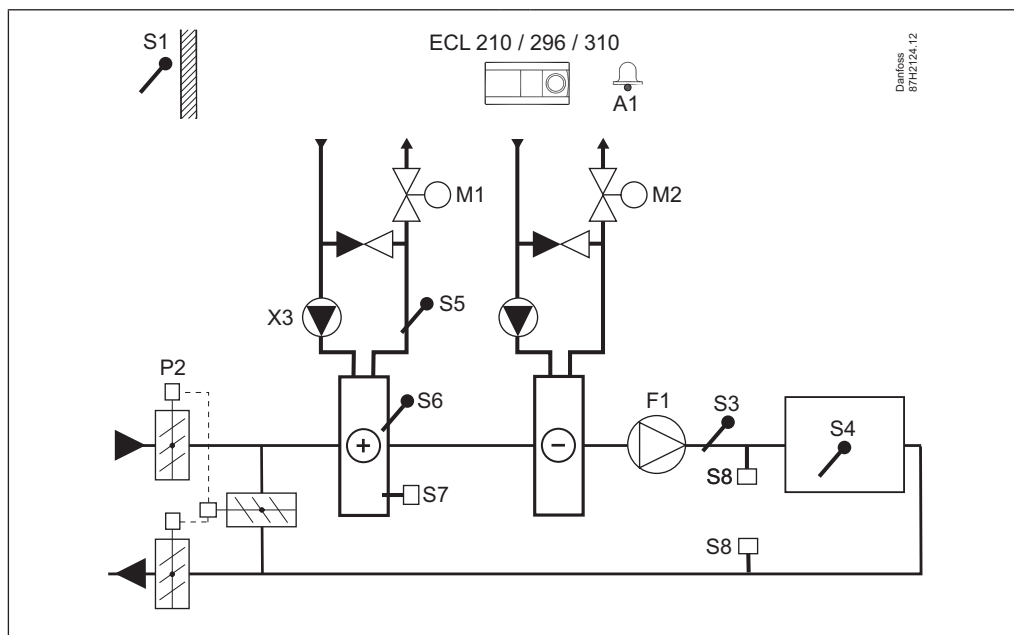 S1
ECL 210 / 296 / 310
A1
Danfoss
87H2124.12
M1
M2
X3
S5
P2
S6
F1
S3
S4
S7
S8
S8
+
−